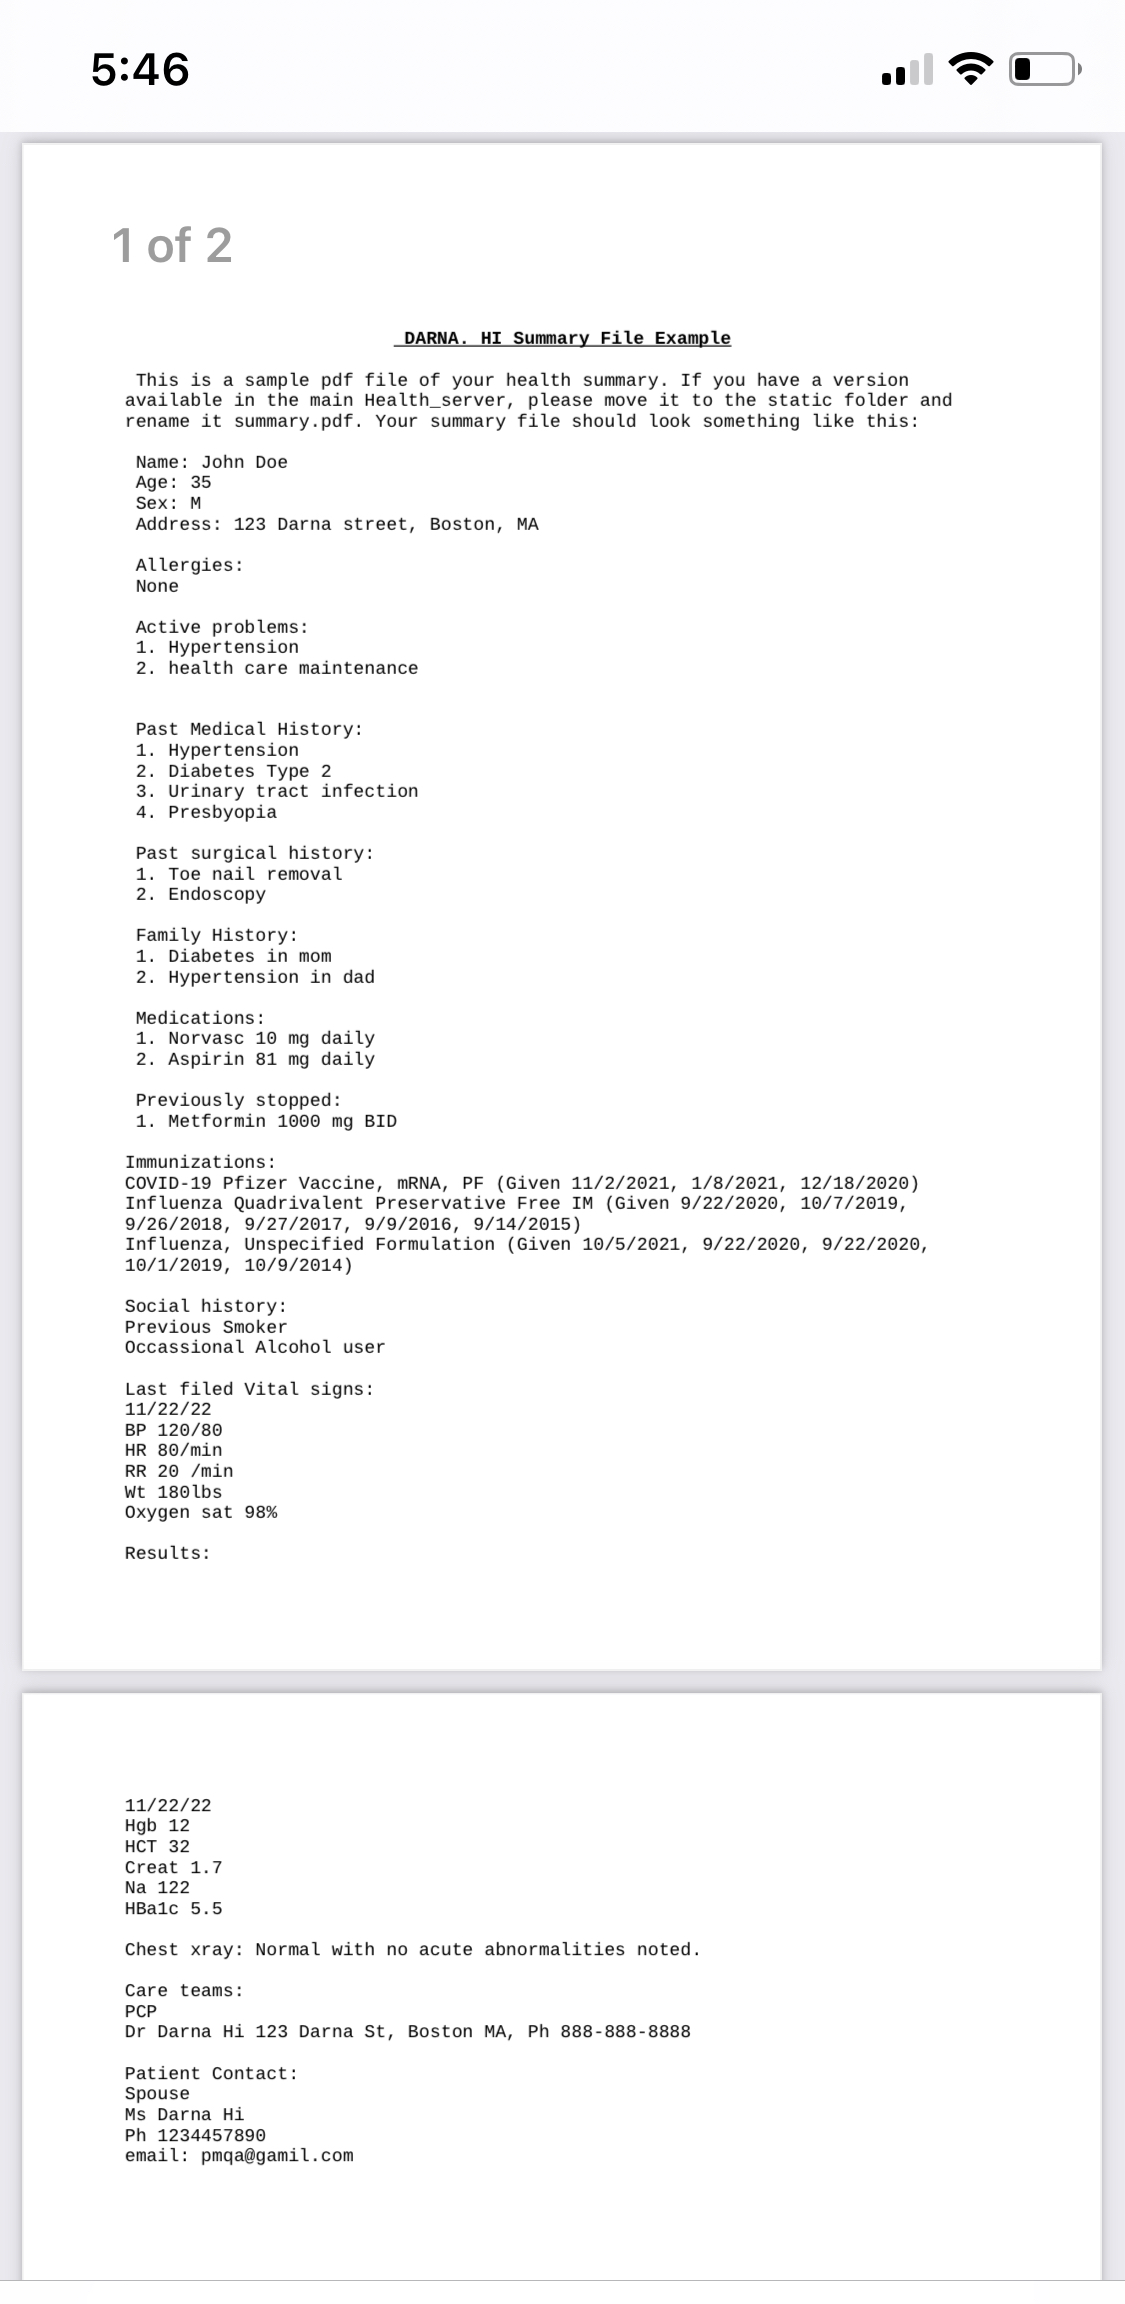 5:46
1 of 2
DARNA. HI Summary File Example
This is a sample pdf file of your health summary. If you have a version
available in the main Health_server, please move it to the static folder and
rename it summary.pdf. Your summary file should look something like this:
Name: John Doe
Age: 35
Sex: M
Address: 123 Darna street, Boston, MA
Allergies:
None
Active problems:
1. Hypertension
2. health care maintenance
Past Medical History:
1. Hypertension
2. Diabetes Type 2
3. Urinary tract infection
4. Presbyopia
Past surgical history:
1. Toe nail removal
2. Endoscopy
Family History:
1. Diabetes in mom
2. Hypertension in dad
Medications:
1. Norvasc 10 mg daily
2. Aspirin 81 mg daily
Previously stopped:
1. Metformin 1000 mg BID
Immunizations:
COVID-19 Pfizer Vaccine, mRNA, PF (Given 11/2/2021, 1/8/2021, 12/18/2020)
Influenza Quadrivalent Preservative Free IM (Given 9/22/2020, 10/7/2019,
9/26/2018, 9/27/2017, 9/9/2016, 9/14/2015)
Influenza, Unspecified Formulation (Given 10/5/2021, 9/22/2020, 9/22/2020,
10/1/2019, 10/9/2014)
Social history:
Previous Smoker
Occassional Alcohol user
Last filed Vital signs:
11/22/22
BP 120/80
HR 80/min
RR 20 /min
Wt 180lbs
Oxygen sat 98%
Results:
11/22/22
Hgb 12
HCT 32
Creat 1.7
Na 122
HBa1c 5.5
Chest xray: Normal with no acute abnormalities noted.
Care teams:
PCP
Dr Darna Hi 123 Darna St, Boston MA, Ph 888-888-8888
Patient Contact:
Spouse
Ms Darna Hi
Ph 1234457890
email: pmqa@gamil.com